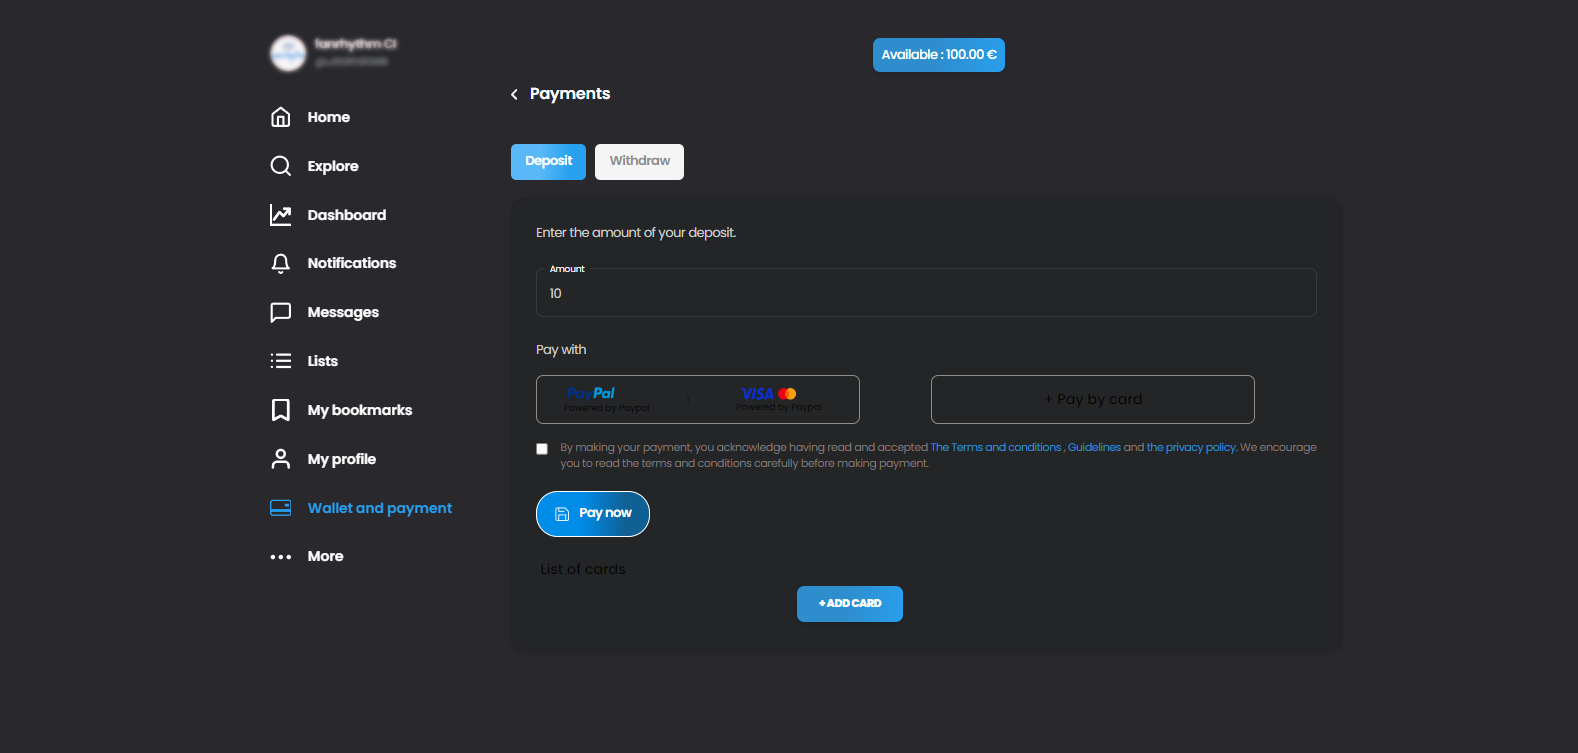 fanrhythm CI
Available : 100.00 €
Payments
Home
Explore
Dashboard
Notifications
Messages
Lists
My bookmarks
My profile
Wallet and payment
More
Deposit
Withdraw
Enter the amount of your deposit.
Amount
10
Pay with
PayPal
Powered by Paypal
VISA
Powered by Paypal
+ Pay by card
By making your payment, you acknowledge having read and accepted The Terms and conditions , Guidelines and the privacy policy. We encourage
you to read the terms and conditions carefully before making payment.
Pay now
List of cards
+ ADD CARD